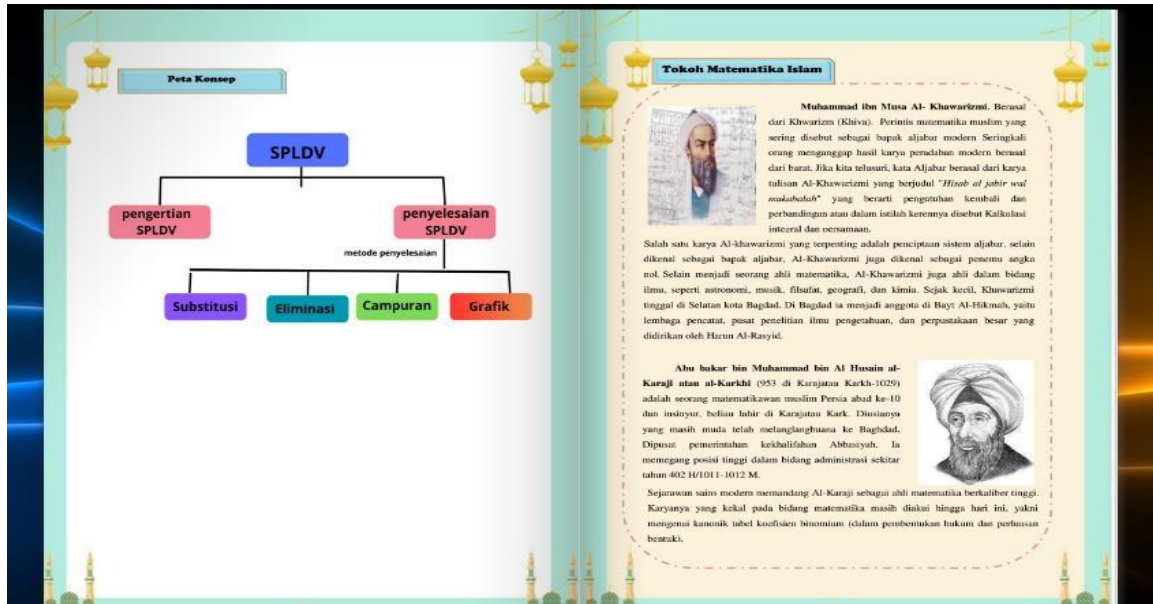 Peta Konsep
SPLDV
pengertian
SPLDV
penyelesaian
SPLDV
metode penyelesaian
Substitusi
Eliminasi
Campuran
Grafik
Tokoh Matematika Islam
Muhammad ibn Musa Al- Khawarizmi. Berasal
dari Khwarizm (Khiva). Perintis matematika muslim yang
sering disebut sebagai bapak aljabar modern Seringkali
orang menganggap hasil karya peradaban modern berasal
dari barat. Jika kita telusuri, kata Aljabar berasal dari karya
tulisan Al-Khawarizmi yang berjudul "Hisab al jabir wal
mukabalah" yang berarti pengutuhan kembali dan
perbandingan atau dalam istilah kerennya disebut Kalkulasi
integral dan persamaan.
Salah satu karya Al-khawarizmi yang terpenting adalah penciptaan sistem aljabar. selain
dikenal sebagai bapak aljabar, Al-Khawarizmi juga dikenal sebagai penemu angka
nol. Selain menjadi seorang ahli matematika, Al-Khawarizmi juga ahli dalam bidang
ilmu, seperti astronomi, musik, filsafat, geografi, dan kimia. Sejak kecil, Khawarizmi
tinggal di Selatan kota Bagdad. Di Bagdad ia menjadi anggota di Bayt Al-Hikmah, yaitu
lembaga pencatat, pusat penelitian ilmu pengetahuan, dan perpustakaan besar yang
didirikan oleh Harun Al-Rasyid.
Abu bakar bin Muhammad bin Al Husain al-
Karaji atau al-Karkhi (953 di Karajatau Karkh-1029)
adalah seorang matematikawan muslim Persia abad ke-10
dan insinyur, beliau lahir di Karajatau Kark. Diusianya
yang masih muda telah melanglangbuana ke Baghdad.
Dipusat pemerintahan kekhalifahan Abbasiyah. Ia
memegang posisi tinggi dalam bidang administrasi sekitar
tahun 402 H/1011-1012 M.
Sejarawan sains modern memandang Al-Karaji sebagai ahli matematika berkaliber tinggi.
Karyanya yang kekal pada bidang matematika masih diakui hingga hari ini, yakni
mengenai kanonik tabel koefisien binomium (dalam pembentukan hukum dan perluasan
bentuk).